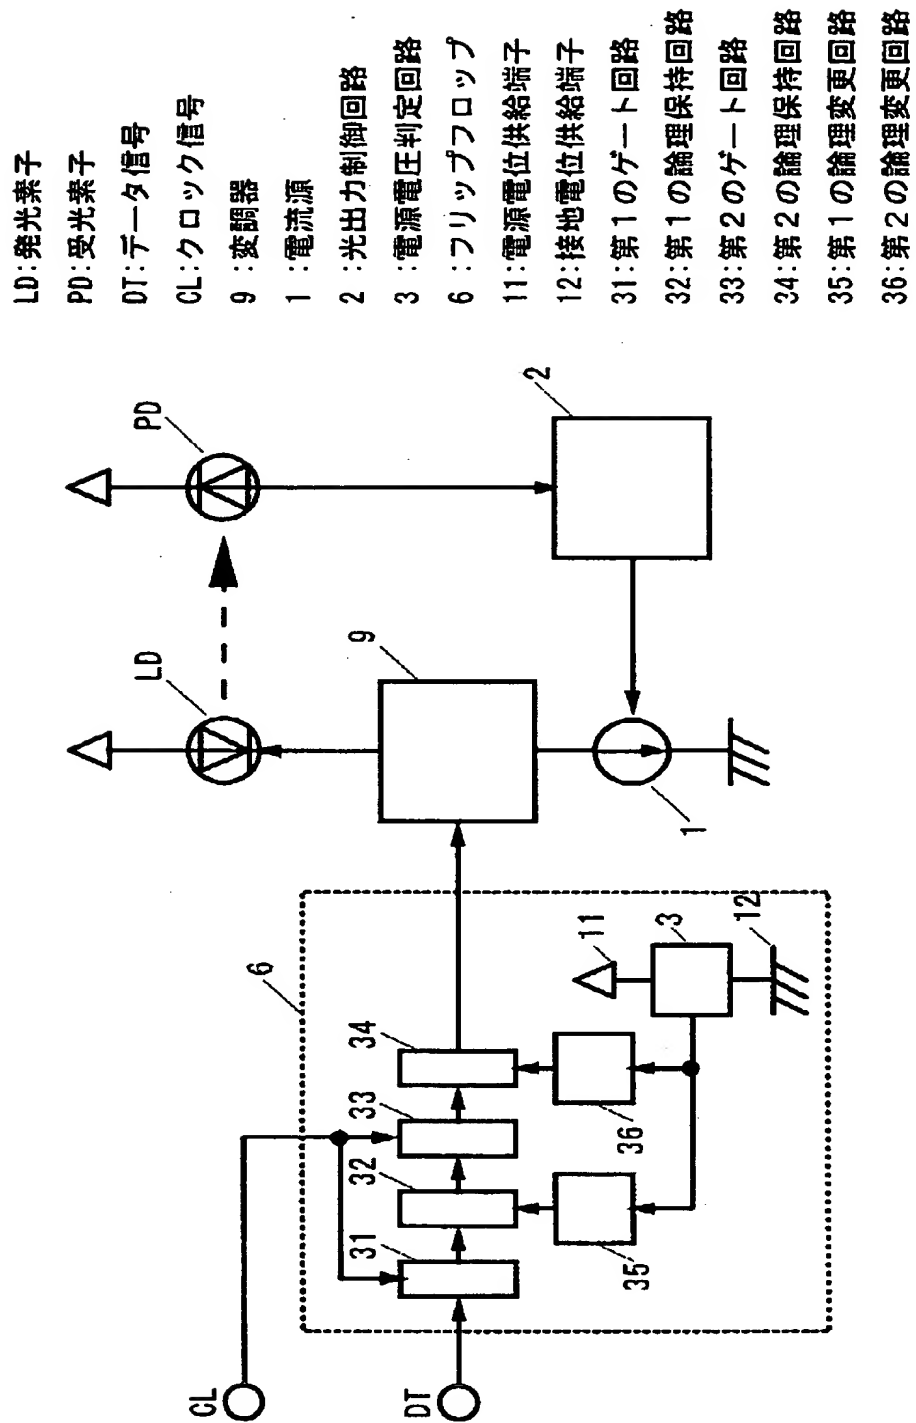 LD:発光素子
PD:受光素子
DT:データ信号
CL:クロック信号
9:変調器
1:電流源
2:光出力制御回路
3:電源電圧判定回路
6:フリップフロップ
11:電源電位供給端子
12:接地電位供給端子
31:第1のゲート回路
32:第1の論理保持回路
33:第2のゲート回路
34:第2の論理保持回路
35:第1の論理変更回路
36:第2の論理変更回路
LD
PD
9
2
1
6
CL
DT
31
32
33
34
35
36
11
3
12